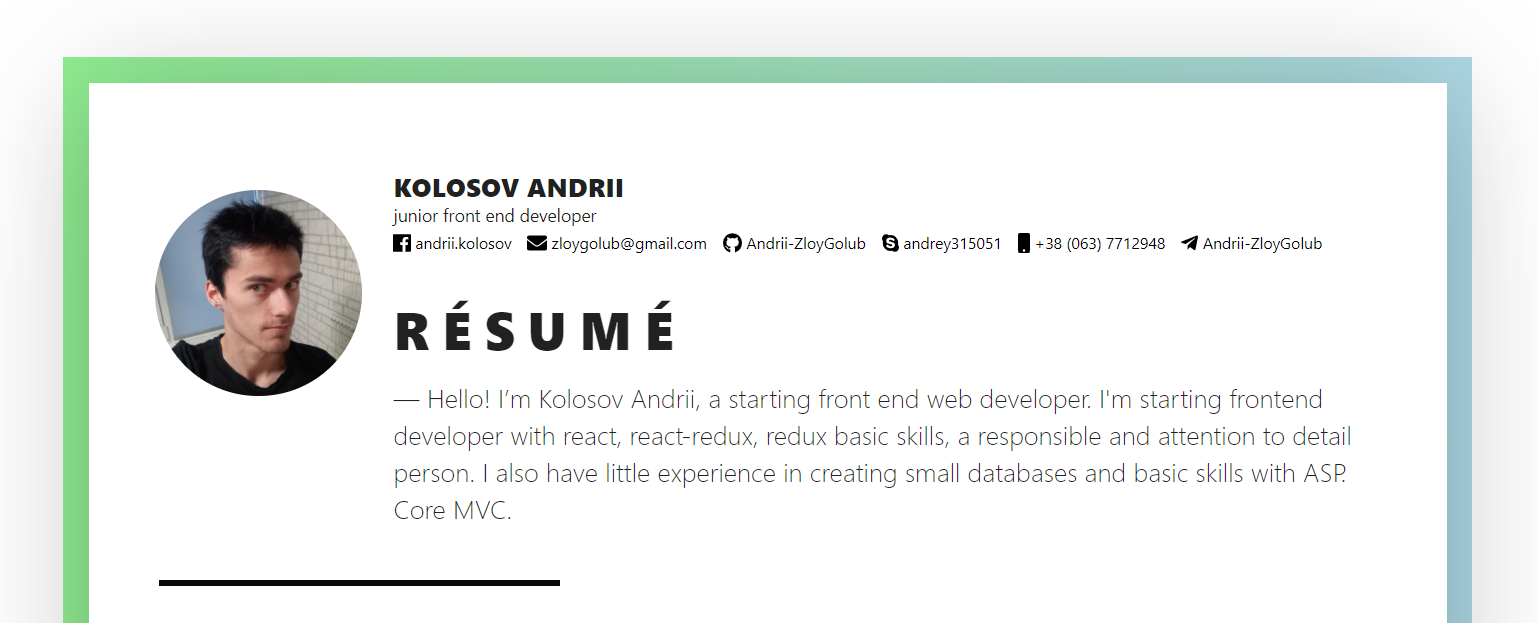 KOLOSOV ANDRII
junior front end developer
andrii.kolosov zloygolub@gmail.com Andrii-ZloyGolub andrey315051 +38 (063) 7712948 Andrii-ZloyGolub
RÉSUMÉ
— Hello! I’m Kolosov Andrii, a starting front end web developer. I'm starting frontend
developer with react, react-redux, redux basic skills, a responsible and attention to detail
person. I also have little experience in creating small databases and basic skills with ASP.
Core MVC.